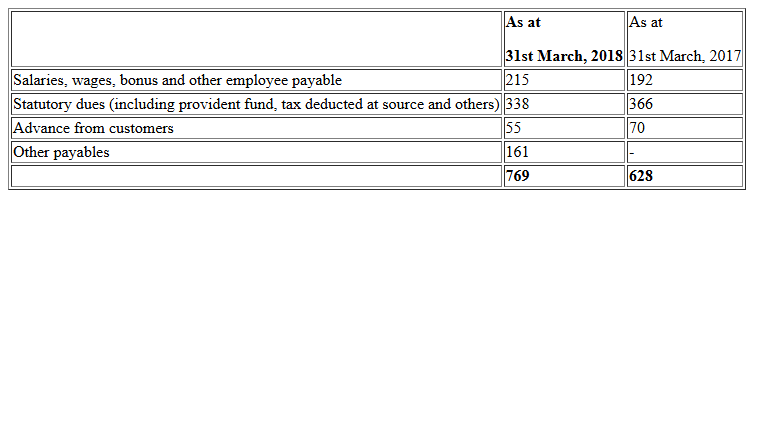 As at As at
31st March, 2018 31st March, 2017
Salaries, wages, bonus and other employee payable 215 192
Statutory dues (including provident fund, tax deducted at source and others) 338 366
Advance from customers 55 70
Other payables 161 -
769 628